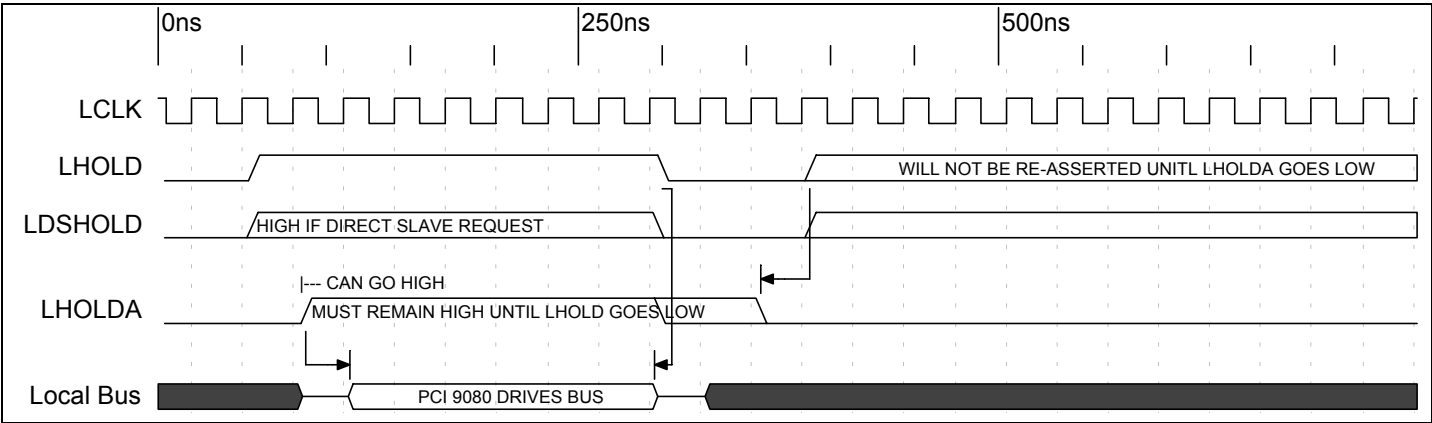 0ns 250ns 500ns
LCLK
LHOLD WILL NOT BE RE-ASSERTED UNITL LHOLDA GOES LOW
LDSHOLD HIGH IF DIRECT SLAVE REQUEST
|--- CAN GO HIGH
LHOLDA MUST REMAIN HIGH UNTIL LHOLD GOES LOW
Local Bus PCI 9080 DRIVES BUS